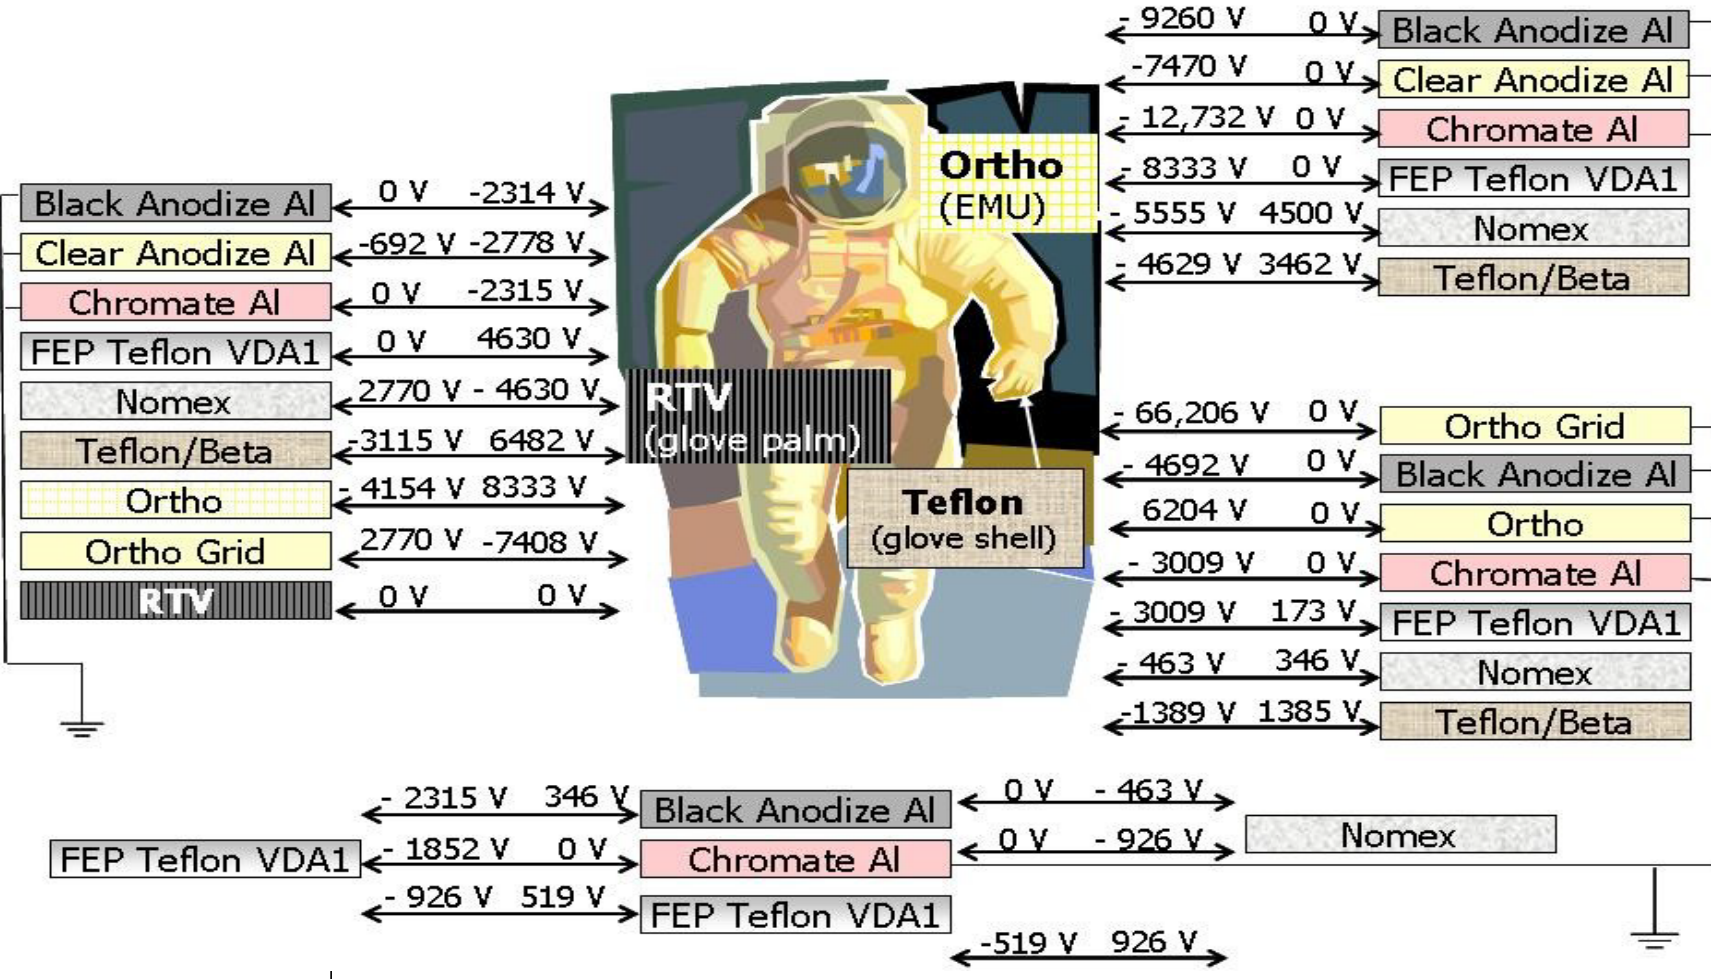 - 9260 V 0 V Black Anodize Al
-7470 V 0 V Clear Anodize Al
- 12,732 V 0 V Chromate Al
- 8333 V 0 V FEP Teflon VDA1
- 5555 V 4500 V Nomex
- 4629 V 3462 V Teflon/Beta
Ortho
(EMU)
Black Anodize Al 0 V -2314 V
Clear Anodize Al -692 V -2778 V
Chromate Al 0 V -2315 V
FEP Teflon VDA1 0 V 4630 V
Nomex 2770 V - 4630 V
Teflon/Beta -3115 V 6482 V
Ortho - 4154 V 8333 V
Ortho Grid 2770 V -7408 V
RTV 0 V 0 V
RTV
(glove palm)
Teflon
(glove shell)
- 66,206 V 0 V Ortho Grid
- 4692 V 0 V Black Anodize Al
6204 V 0 V Ortho
- 3009 V 0 V Chromate Al
- 3009 V 173 V FEP Teflon VDA1
- 463 V 346 V Nomex
-1389 V 1385 V Teflon/Beta
- 2315 V 346 V Black Anodize Al 0 V - 463 V
FEP Teflon VDA1 - 1852 V 0 V Chromate Al 0 V - 926 V Nomex
- 926 V 519 V FEP Teflon VDA1
-519 V 926 V